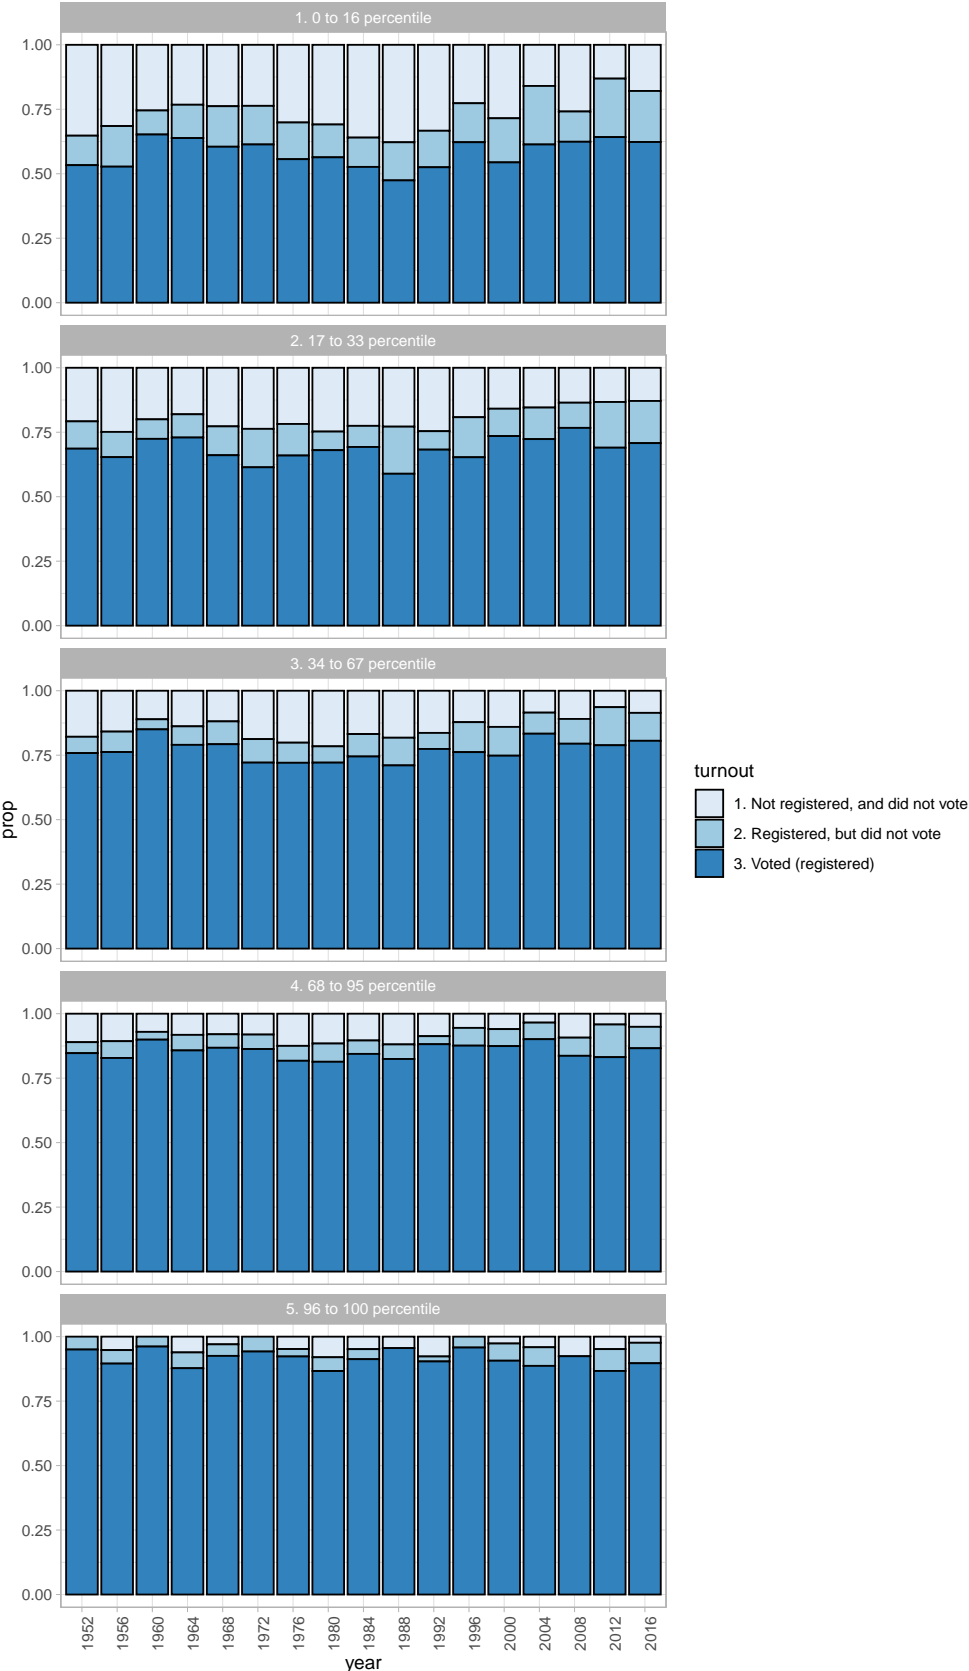 1. 0 to 16 percentile
1.00
0.75
0.50
0.25
0.00
2. 17 to 33 percentile
1.00
0.75
0.50
0.25
0.00
3. 34 to 67 percentile
1.00
0.75
0.50
0.25
0.00
4. 68 to 95 percentile
1.00
0.75
0.50
0.25
0.00
5. 96 to 100 percentile
1.00
0.75
0.50
0.25
0.00
prop
1952 1956 1960 1964 1968 1972 1976 1980 1984 1988 1992 1996 2000 2004 2008 2012 2016
year
turnout
1. Not registered, and did not vote
2. Registered, but did not vote
3. Voted (registered)